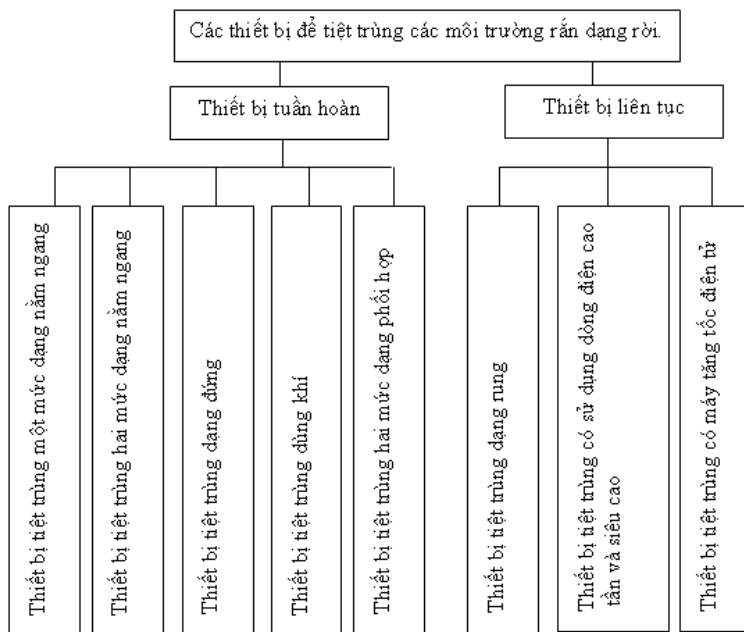 Các thiết bị để tiệt trùng các môi trường rắn dạng rời.
Thiết bị tuần hoàn
Thiết bị liên tục
Thiết bị tiệt trùng một mức dạng nằm ngang
Thiết bị tiệt trùng hai mức dạng nằm ngang
Thiết bị tiệt trùng dạng đứng
Thiết bị tiệt trùng dùng khí
Thiết bị tiệt trùng hai mức dạng phối hợp
Thiết bị tiệt trùng dạng rung
Thiết bị tiệt trùng có sử dụng dòng điện cao
tần và siêu cao
Thiết bị tiệt trùng có máy tăng tốc điện tử